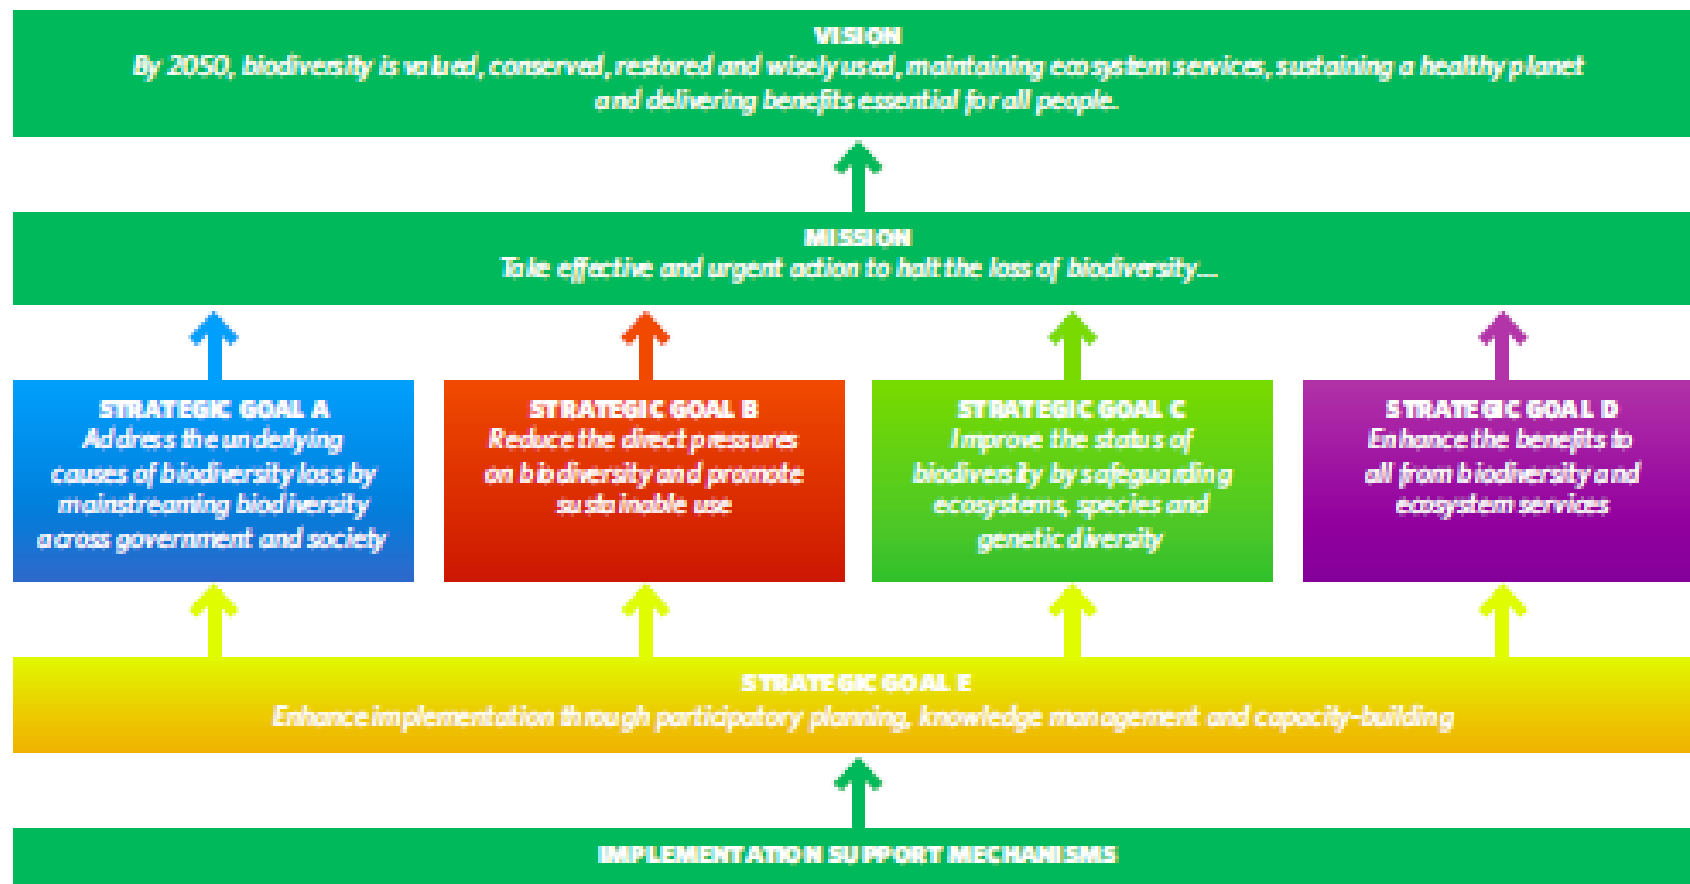 VISION
By 2050, biodiversity is valued, conserved, restored and wisely used, maintaining ecosystem services, sustaining a healthy planet
and delivering benefits essential for all people.
MISSION
Take effective and urgent action to halt the loss of biodiversity...
STRATEGIC GOAL A
Address the underlying
causes of biodiversity loss by
mainstreaming biodiversity
across government and society
STRATEGIC GOAL B
Reduce the direct pressures
on biodiversity and promote
sustainable use
STRATEGIC GOAL C
Improve the status of
biodiversity by safeguarding
ecosystems, species and
genetic diversity
STRATEGIC GOAL D
Enhance the benefits to
all from biodiversity and
ecosystem services
STRATEGIC GOAL E
Enhance implementation through participatory planning, knowledge management and capacity-building
IMPLEMENTATION SUPPORT MECHANISMS